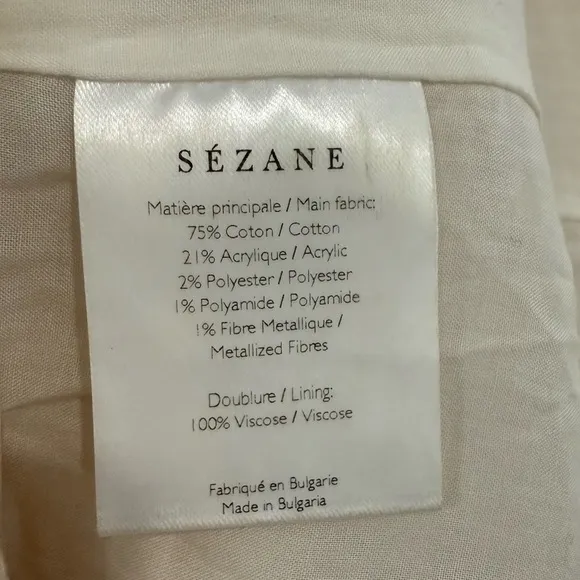 SÉZANE
Matière principale / Main fabric:
75% Coton / Cotton
21% Acrylique / Acrylic
2% Polyester / Polyester
1% Polyamide / Polyamide
1% Fibre Metallique /
Metallized Fibres
Doublure / Lining:
100% Viscose / Viscose
Fabriqué en Bulgarie
Made in Bulgaria